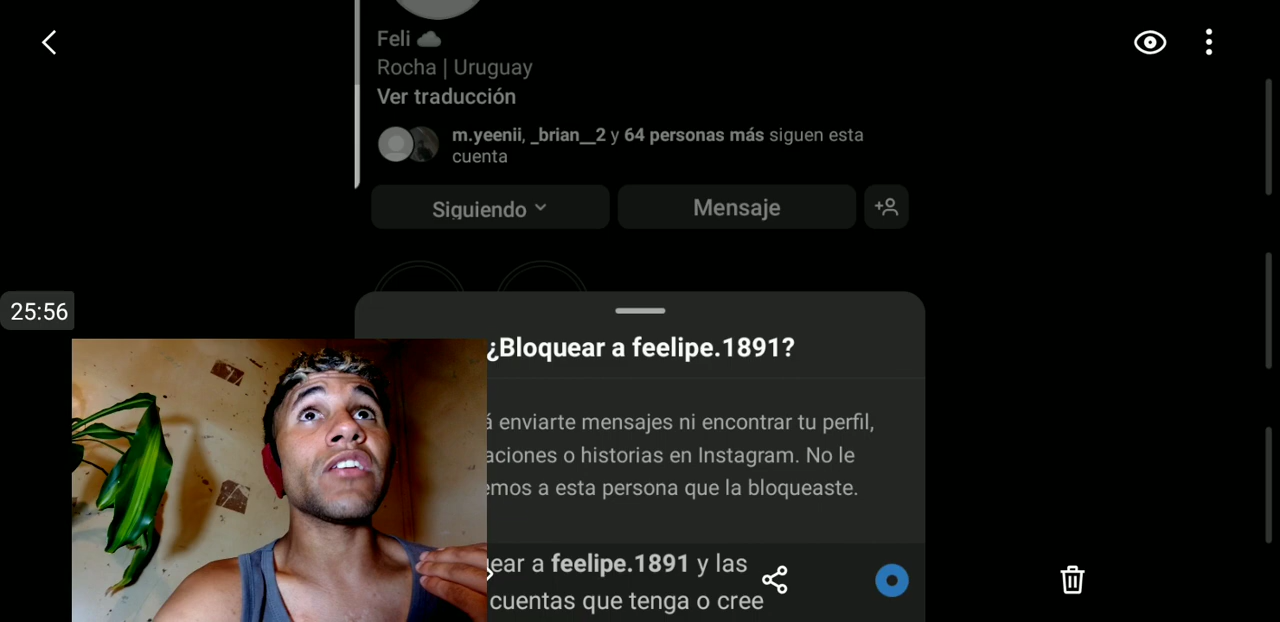 Feli
Rocha | Uruguay
Ver traducción
m.yeenii, _brian__2 y 64 personas más siguen esta
cuenta
Siguiendo
Mensaje
25:56
¿Bloquear a feelipe.1891?
á enviarte mensajes ni encontrar tu perfil,
aciones o historias en Instagram. No le
emos a esta persona que la bloqueaste.
ear a feelipe.1891 y las
cuentas que tenga o cree